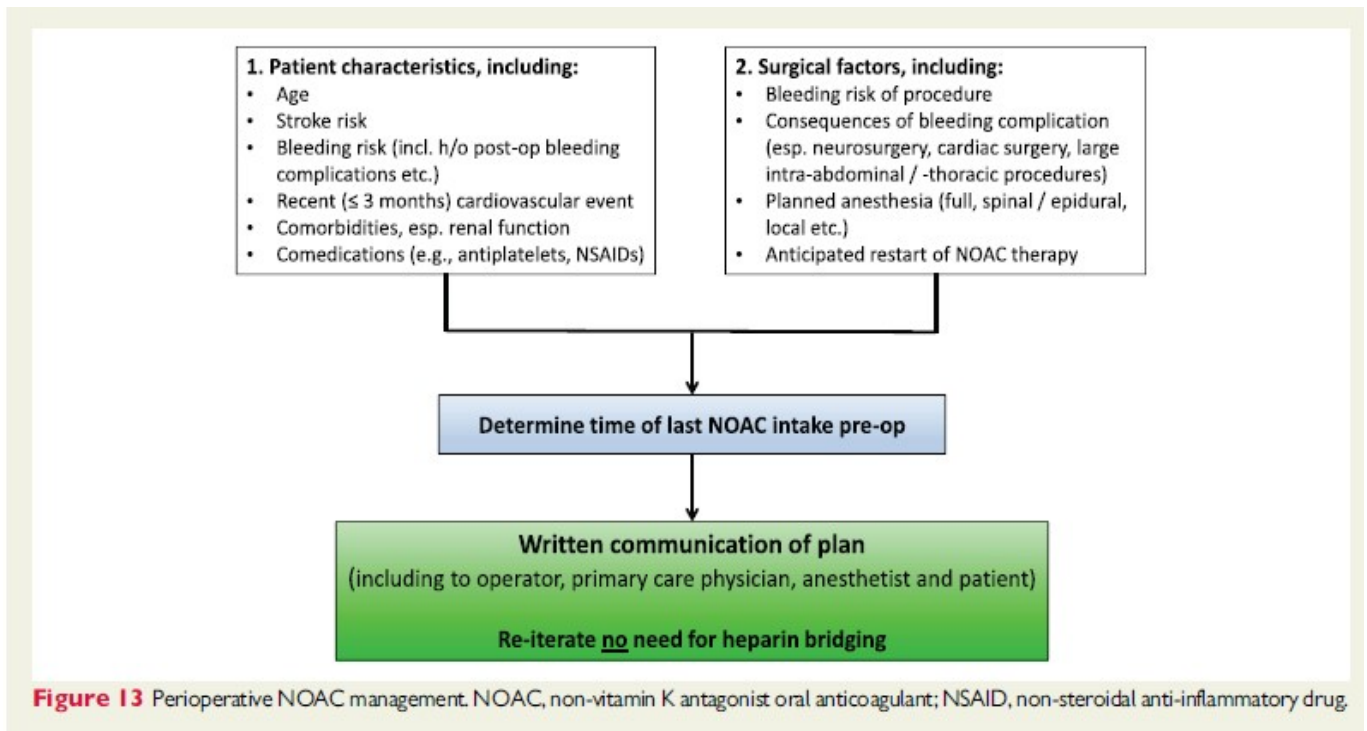 1. Patient characteristics, including:
• Age
• Stroke risk
• Bleeding risk (incl. h/o post-op bleeding
complications etc.)
• Recent (≤ 3 months) cardiovascular event
• Comorbidities, esp. renal function
• Comedications (e.g., antiplatelets, NSAIDs)
2. Surgical factors, including:
• Bleeding risk of procedure
• Consequences of bleeding complication
(esp. neurosurgery, cardiac surgery, large
intra-abdominal / -thoracic procedures)
• Planned anesthesia (full, spinal / epidural,
local etc.)
• Anticipated restart of NOAC therapy
Determine time of last NOAC intake pre-op
Written communication of plan
(including to operator, primary care physician, anesthetist and patient)
Re-iterate no need for heparin bridging
Figure 13 Perioperative NOAC management. NOAC, non-vitamin K antagonist oral anticoagulant; NSAID, non-steroidal anti-inflammatory drug.